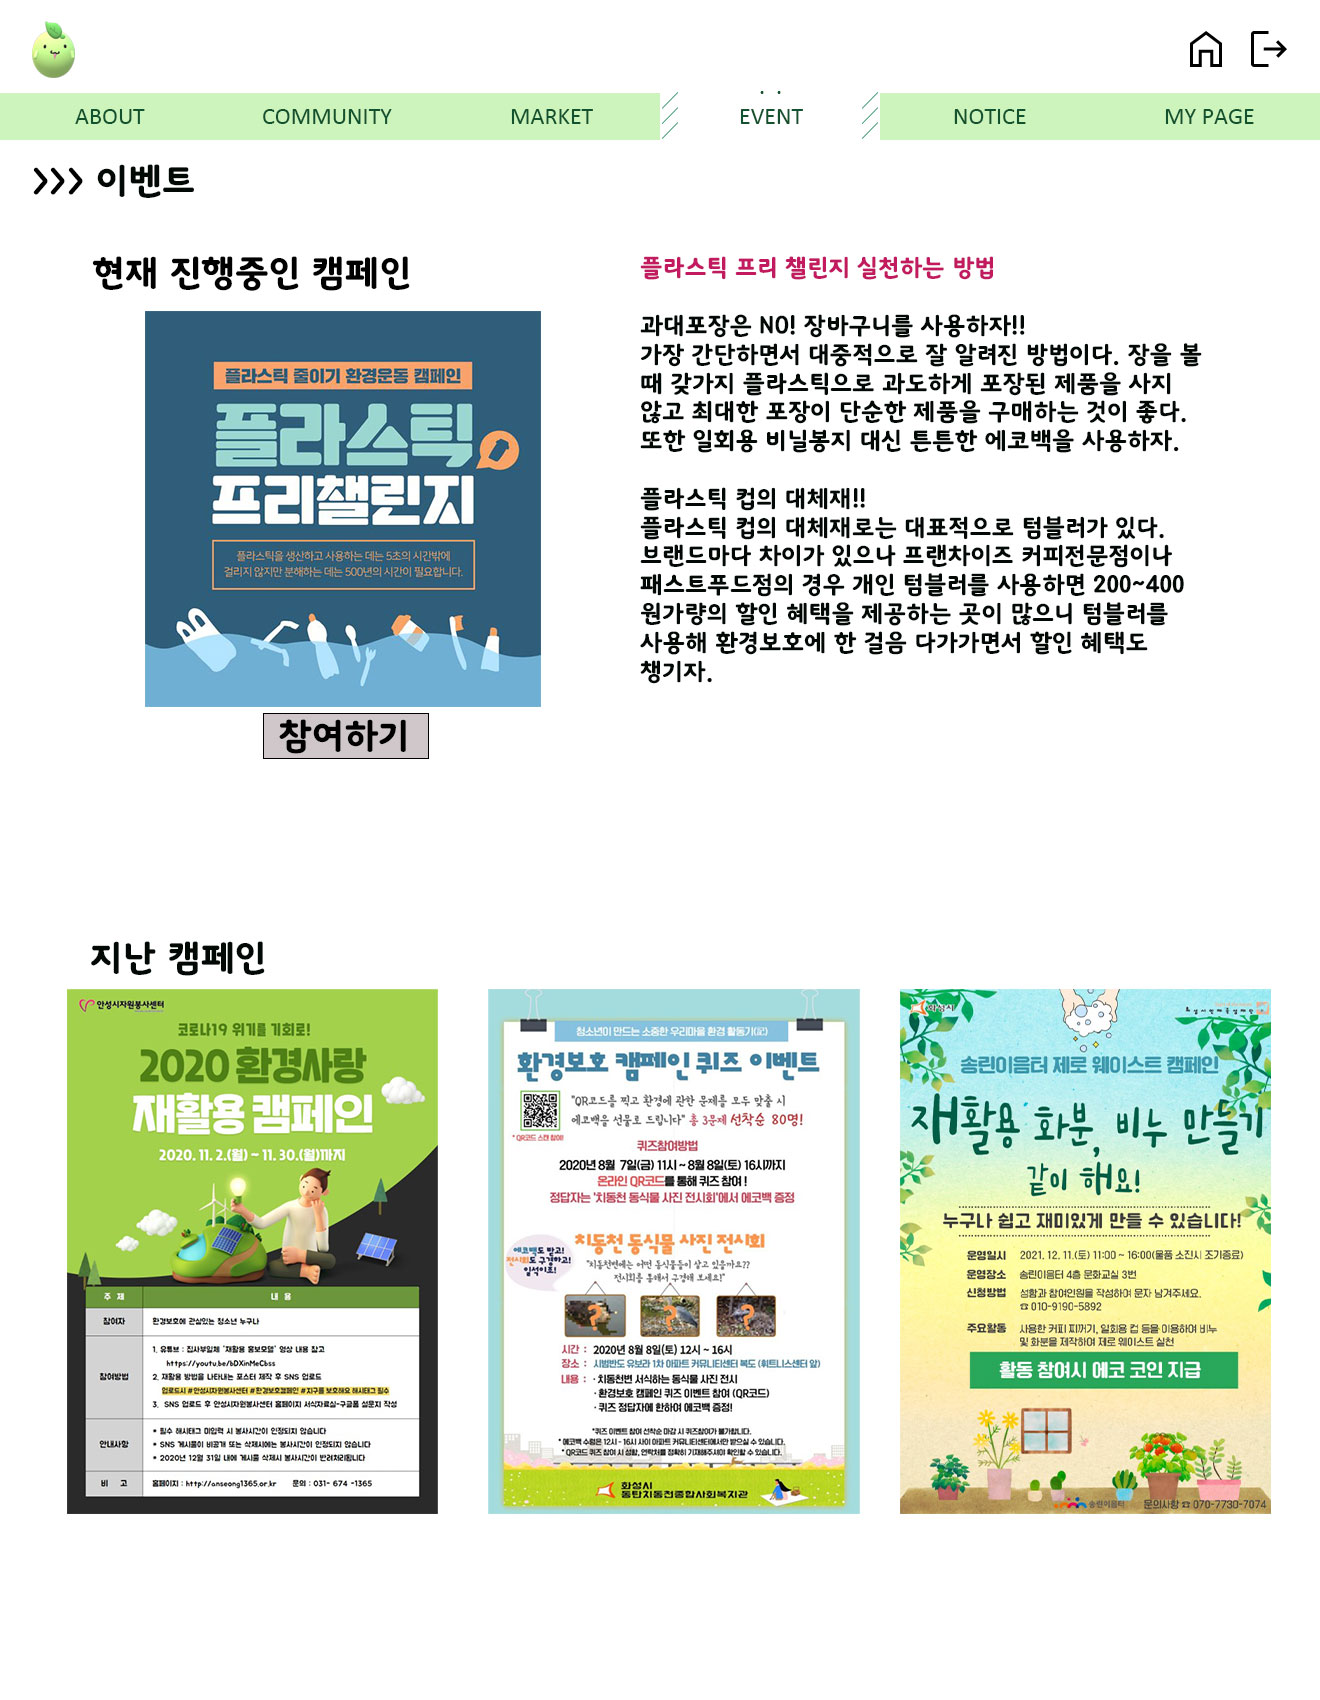 ABOUT
COMMUNITY
MARKET
EVENT
NOTICE
MY PAGE
>>> 이벤트
현재 진행중인 캠페인
플라스틱 줄이기 환경운동 캠페인
플라스틱
프리챌린지
플라스틱을 생산하고 사용하는 데는 5초의 시간밖에
걸리지 않지만 분해하는 데는 500년의 시간이 필요합니다.
참여하기
플라스틱 프리 챌린지 실천하는 방법
과대포장은 NO! 장바구니를 사용하자!!
가장 간단하면서 대중적으로 잘 알려진 방법이다. 장을 볼
때 갖가지 플라스틱으로 과도하게 포장된 제품을 사지
않고 최대한 포장이 단순한 제품을 구매하는 것이 좋다.
또한 일회용 비닐봉지 대신 튼튼한 에코백을 사용하자.
플라스틱 컵의 대체재!!
플라스틱 컵의 대체재로는 대표적으로 텀블러가 있다.
브랜드마다 차이가 있으나 프랜차이즈 커피전문점이나
패스트푸드점의 경우 개인 텀블러를 사용하면 200~400
원가량의 할인 혜택을 제공하는 곳이 많으니 텀블러를
사용해 환경보호에 한 걸음 다가가면서 할인 혜택도
챙기자.
지난 캠페인
안성시자원봉사센터
코로나19 위기를 기회로!
2020 환경사랑
재활용 캠페인
2020. 11. 2.(월) ~ 11. 30.(월)까지
주 제 내 용
참여자 환경보호에 관심있는 청소년 누구나
참여방법
1. 유튜브 : 집사부일체 '재활용 홍보모델' 영상 내용 참고
https://youtu.be/bDXinMeCbss
2. 재활용 방법을 나타내는 포스터 제작 후 SNS 업로드
업로드시 #안성시자원봉사센터 #환경보호캠페인 #지구를 보호해요 해시태그 필수
3. SNS 업로드 후 안성시자원봉사센터 홈페이지 서식자료실-구글폼 설문지 작성
안내사항
* 필수 해시태그 미입력 시 봉사시간이 인정되지 않습니다
* SNS 게시물이 비공개 또는 삭제시에는 봉사시간이 인정되지 않습니다
* 2020년 12월 31일 내에 게시물 삭제시 봉사시간이 반려처리됩니다
비 고 홈페이지 : http://anseong1365.or.kr 문의 : 031- 674 -1365
청소년이 만드는 소중한 우리마을 환경 활동기(記)
환경보호 캠페인 퀴즈 이벤트
"QR코드를 찍고 환경에 관한 문제를 모두 맞출 시
에코백을 선물로 드립니다" 총 3문제 선착순 80명!
* QR코드 스캔 참여!
퀴즈참여방법
2020년 8월 7일(금) 11시 ~ 8월 8일(토) 16시까지
온라인 QR코드를 통해 퀴즈 참여 !
정답자는 '치동천 동식물 사진 전시회'에서 에코백 증정
에코백도 받고!
전시회도 구경하고!
일석이조!
치동천 동식물 사진 전시회
"치동천변에는 어떤 동식물들이 살고 있을까요??
전시회를 통해서 구경해 보세요!"
시간 : 2020년 8월 8일(토) 12시 ~ 16시
장소 : 시범반도 유보라 1차 아파트 커뮤니티센터 복도 (휘트니스센터 앞)
내용 : · 치동천변 서식하는 동식물 사진 전시
· 환경보호 캠페인 퀴즈 이벤트 참여 (QR코드)
· 퀴즈 정답자에 한하여 에코백 증정!
*퀴즈 이벤트 참여 선착순 마감 시 퀴즈참여가 불가합니다.
* 에코백 수령은 12시 - 16시 사이 아파트 커뮤니티센터에서만 받으실 수 있습니다.
* QR코드 퀴즈 참여 시 성함, 연락처를 정확히 기재해주셔야 확인할 수 있습니다.
화성시
동탄치동천종합사회복지관
화성시
송린이음터 제로 웨이스트 캠페인
재활용 화분, 비누 만들기
같이 해요!
누구나 쉽고 재미있게 만들 수 있습니다!
운영일시 2021. 12. 11.(토) 11:00 ~ 16:00(물품 소진시 조기종료)
운영장소 송린이음터 4층 문화교실 3번
신청방법 성함과 참여인원을 작성하여 문자 남겨주세요.
☎ 010-9190-5892
주요활동 사용한 커피 찌꺼기, 일회용 컵 등을 이용하여 비누
및 화분을 제작하여 제로 웨이스트 실천
활동 참여시 에코 코인 지급
송린이음터
문의사항 ☎ 070-7730-7074